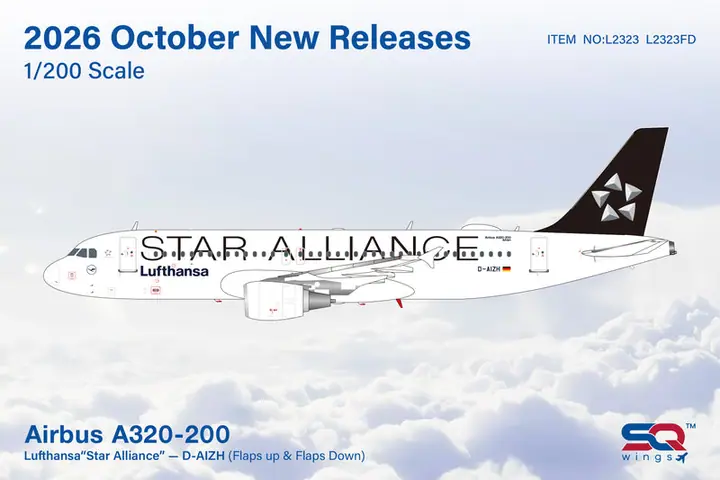 2026 October New Releases
ITEM NO:L2323 L2323FD
1/200 Scale
STAR ALLIANCE
Lufthansa
D-AIZH
Airbus A320-200
Lufthansa“Star Alliance” — D-AIZH (Flaps up & Flaps Down)
SQ™
wings